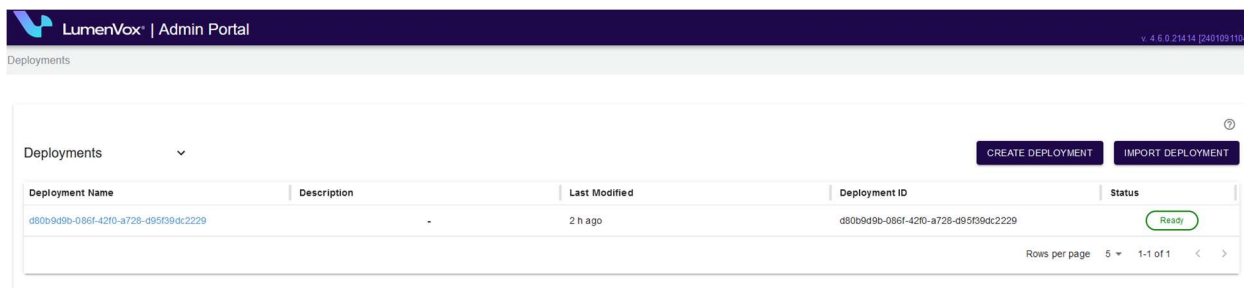 LumenVox® | Admin Portal
v. 4.6.0.21414 [240109110
Deployments
Deployments
CREATE DEPLOYMENT
IMPORT DEPLOYMENT
Deployment Name Description Last Modified Deployment ID Status
d80b9d9b-086f-42f0-a728-d95f39dc2229 - 2 h ago d80b9d9b-086f-42f0-a728-d95f39dc2229 Ready
Rows per page 5 1-1 of 1